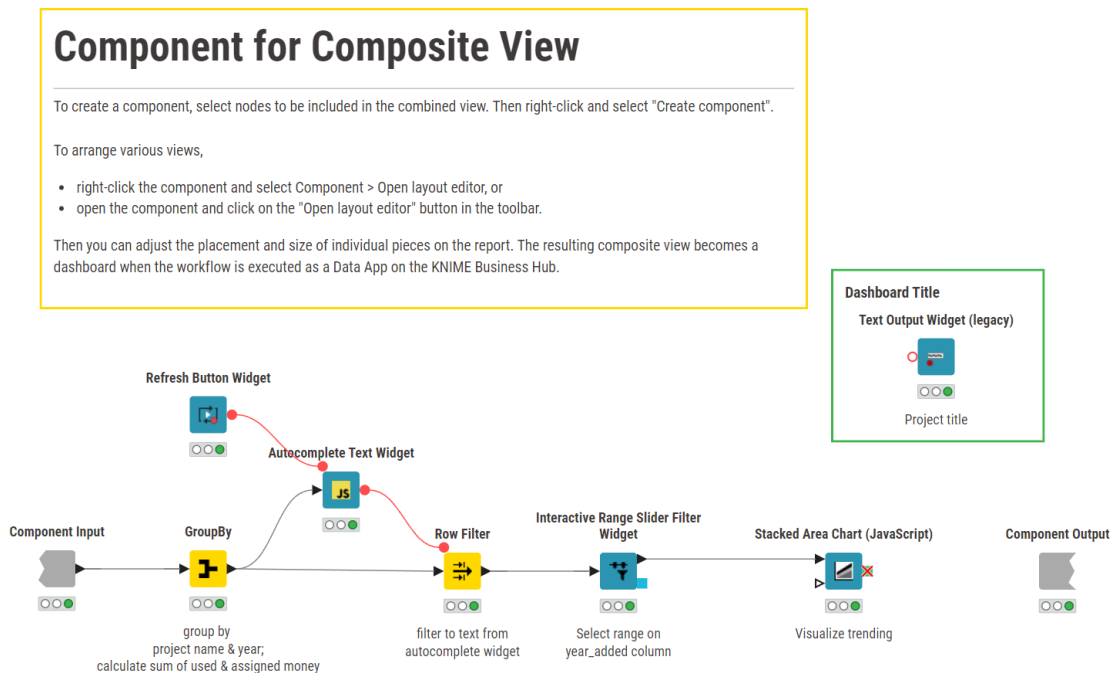 Component for Composite View
To create a component, select nodes to be included in the combined view. Then right-click and select "Create component".
To arrange various views,
• right-click the component and select Component > Open layout editor, or
• open the component and click on the "Open layout editor" button in the toolbar.
Then you can adjust the placement and size of individual pieces on the report. The resulting composite view becomes a
dashboard when the workflow is executed as a Data App on the KNIME Business Hub.
Dashboard Title
Text Output Widget (legacy)
Project title
Refresh Button Widget
Autocomplete Text Widget
JS
Component Input
GroupBy
group by
project name & year;
calculate sum of used & assigned money
Row Filter
filter to text from
autocomplete widget
Interactive Range Slider Filter
Widget
Select range on
year_added column
Stacked Area Chart (JavaScript)
Visualize trending
Component Output